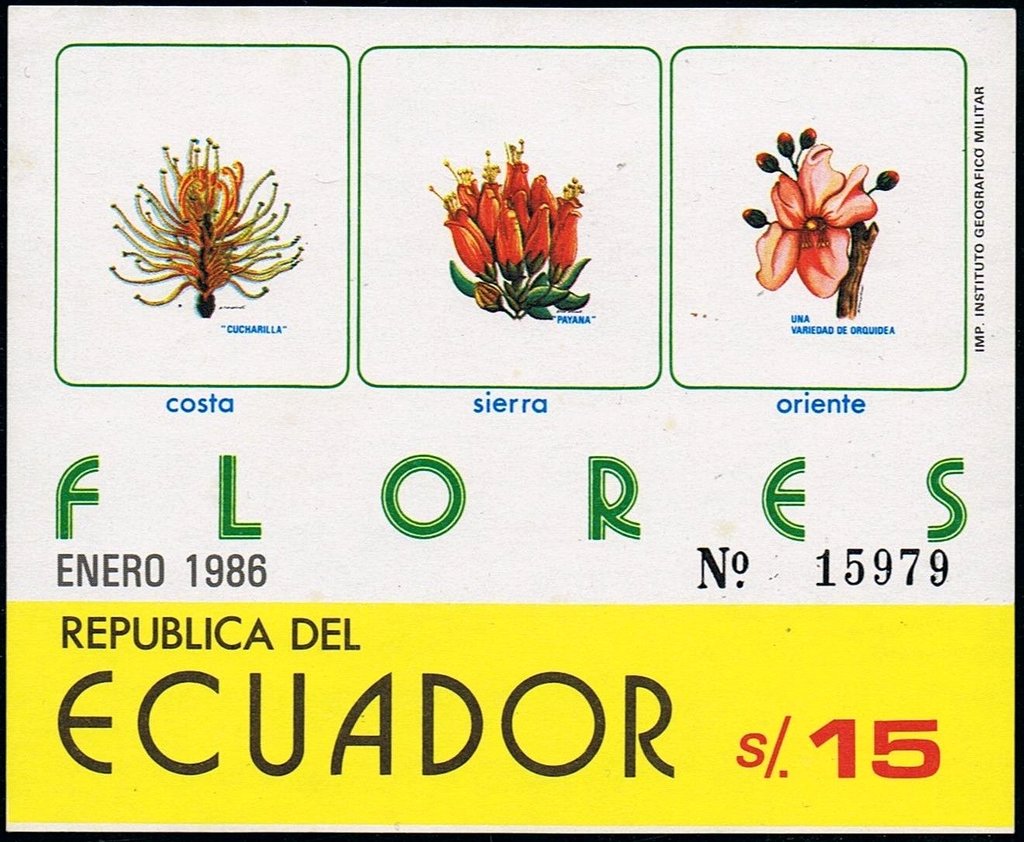 "CUCHARILLA"
"PAYANA"
UNA
VARIEDAD DE ORQUIDEA
costa
sierra
oriente
IMP. INSTITUTO GEOGRAFICO MILITAR
FLORES
ENERO 1986
Nº 15979
REPUBLICA DEL
ECUADOR
s/. 15